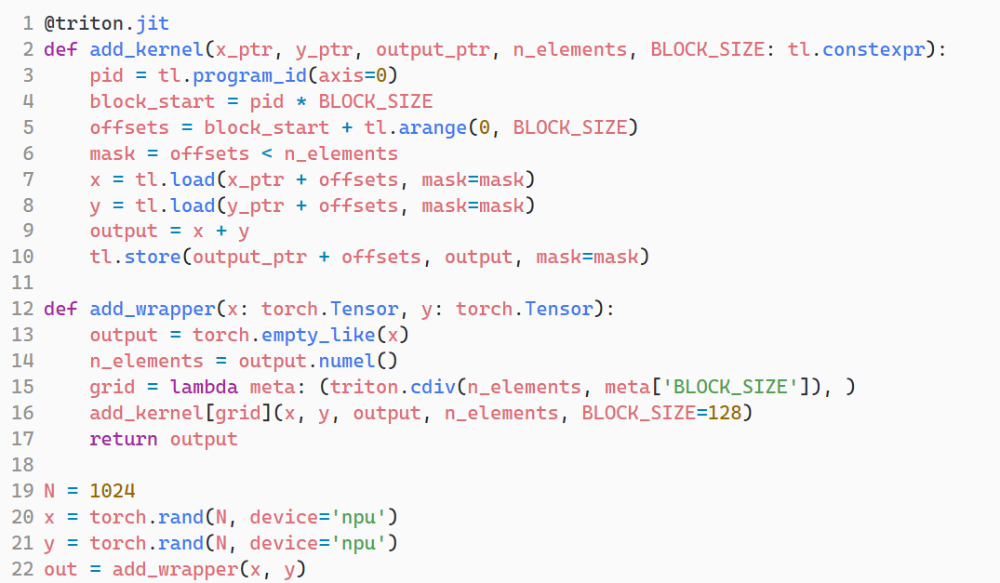 1 @triton.jit
2 def add_kernel(x_ptr, y_ptr, output_ptr, n_elements, BLOCK_SIZE: tl.constexpr):
3     pid = tl.program_id(axis=0)
4     block_start = pid * BLOCK_SIZE
5     offsets = block_start + tl.arange(0, BLOCK_SIZE)
6     mask = offsets < n_elements
7     x = tl.load(x_ptr + offsets, mask=mask)
8     y = tl.load(y_ptr + offsets, mask=mask)
9     output = x + y
10     tl.store(output_ptr + offsets, output, mask=mask)
11
12 def add_wrapper(x: torch.Tensor, y: torch.Tensor):
13     output = torch.empty_like(x)
14     n_elements = output.numel()
15     grid = lambda meta: (triton.cdiv(n_elements, meta['BLOCK_SIZE']), )
16     add_kernel[grid](x, y, output, n_elements, BLOCK_SIZE=128)
17     return output
18
19 N = 1024
20 x = torch.rand(N, device='npu')
21 y = torch.rand(N, device='npu')
22 out = add_wrapper(x, y)